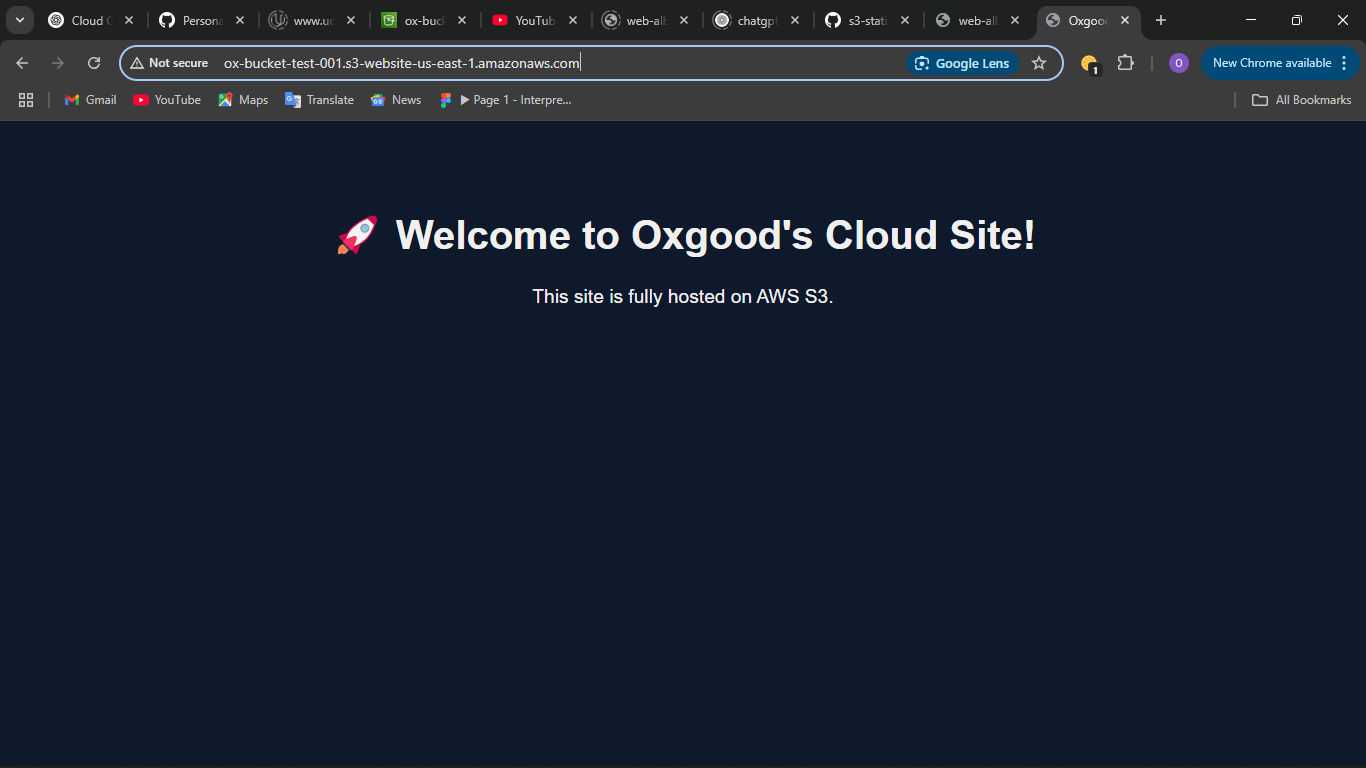 Cloud
Persona
www.uc
ox-buc
YouTub
web-all
chatgpt
s3-stati
web-all
Oxgood
Not secure
ox-bucket-test-001.s3-website-us-east-1.amazonaws.com
Google Lens
1
O
New Chrome available
Gmail
YouTube
Maps
Translate
News
Page 1 - Interpre...
All Bookmarks
🚀 Welcome to Oxgood's Cloud Site!
This site is fully hosted on AWS S3.